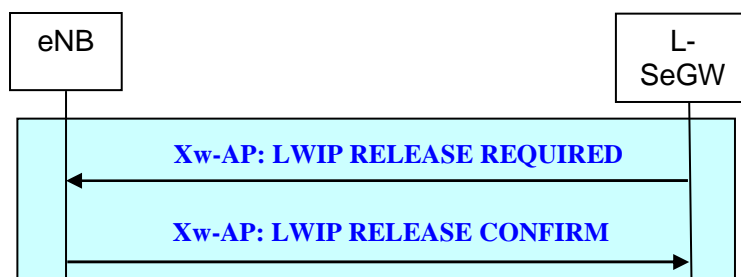 eNB
L-
SeGW
Xw-AP: LWIP RELEASE REQUIRED
Xw-AP: LWIP RELEASE CONFIRM